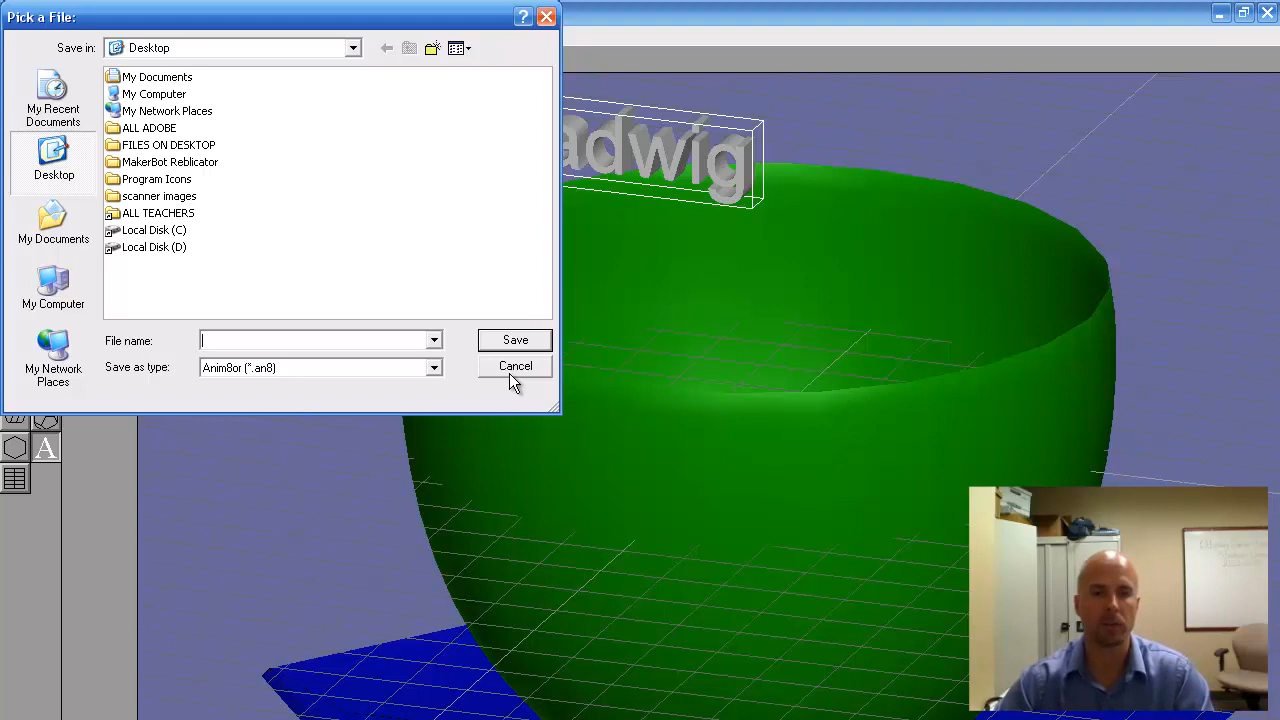 Pick a File:
Save in:
Desktop
My Recent
Documents
Desktop
My Documents
My Computer
My Network
Places
My Documents
My Computer
My Network Places
ALL ADOBE
FILES ON DESKTOP
MakerBot Reblicator
Program Icons
scanner images
ALL TEACHERS
Local Disk (C)
Local Disk (D)
File name:
Save
Save as type:
Anim8or (*.an8)
Cancel
adwig
A